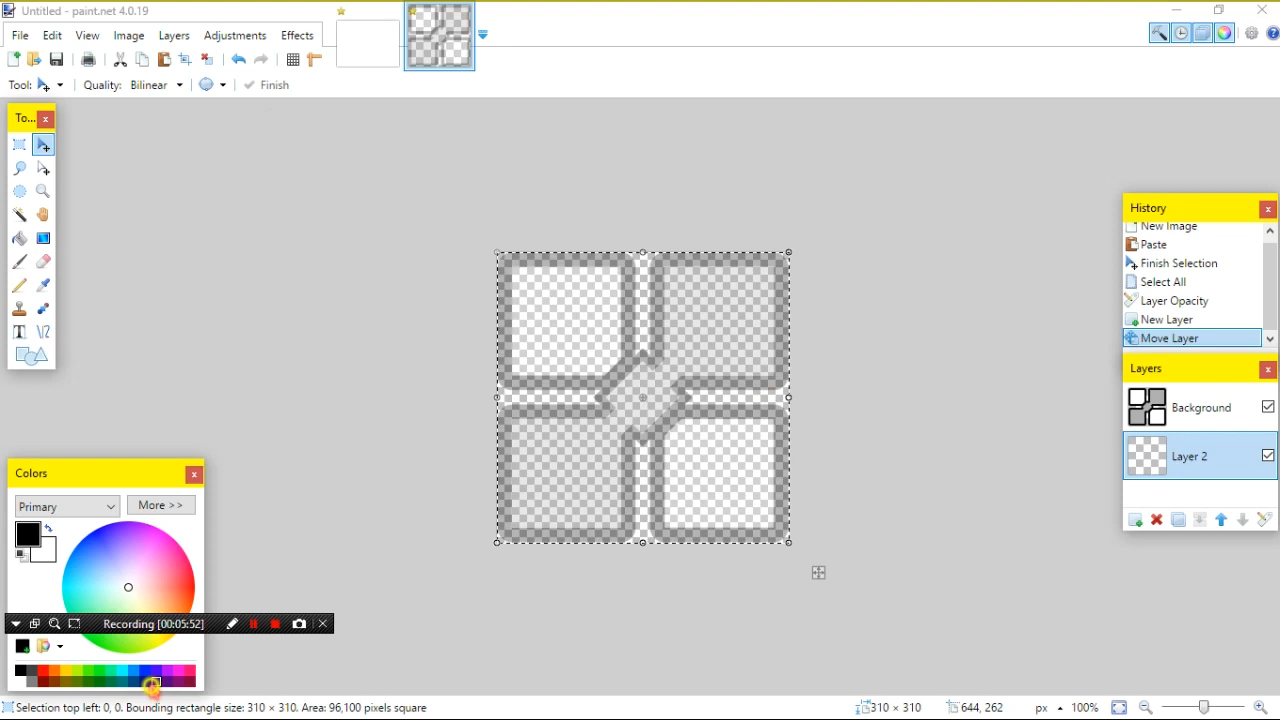 Untitled - paint.net 4.0.19
File Edit View Image Layers Adjustments Effects
Tool: Quality: Bilinear Finish
To...
History
New Image
Paste
Finish Selection
Select All
Layer Opacity
New Layer
Move Layer
Layers
Background
Layer 2
Colors
Primary More >>
Recording [00:05:52]
Selection top left: 0, 0. Bounding rectangle size: 310 × 310. Area: 96,100 pixels square 310 × 310 644, 262 px 100%